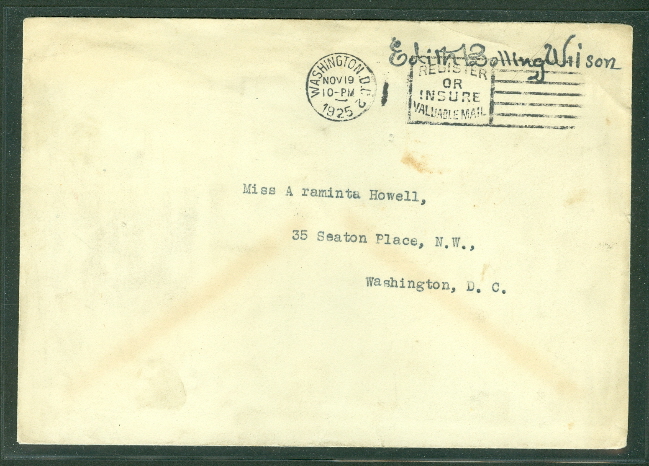 Edith Bolling Wilson
WASHINGTON, D.C. 2
NOV 19
10-PM
1925
REGISTER
OR
INSURE
VALUABLE MAIL
Miss A raminta Howell,
35 Seaton Place, N.W.,
Washington, D. C.